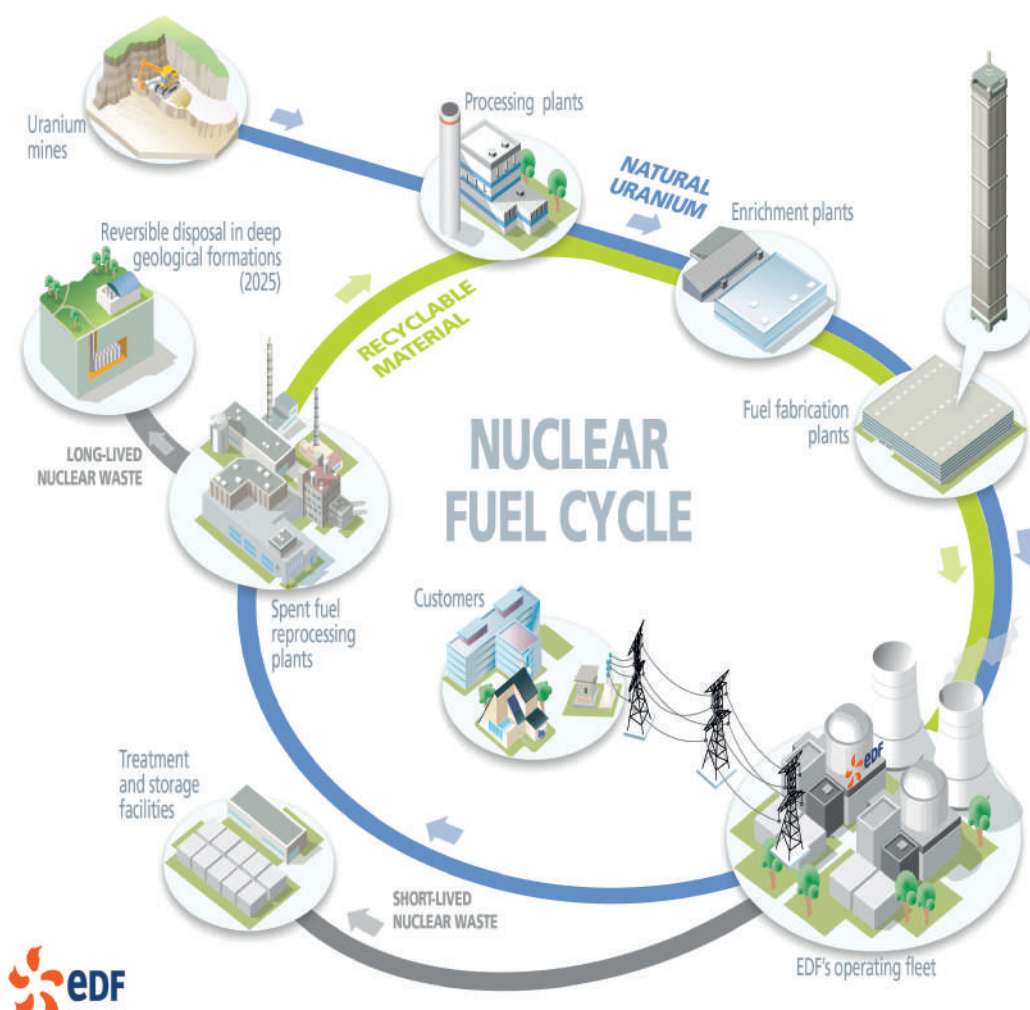 Uranium
mines
Processing plants
NATURAL
URANIUM
Enrichment plants
Reversible disposal in deep
geological formations
(2025)
RECYCLABLE
MATERIAL
Fuel fabrication
plants
LONG-LIVED
NUCLEAR WASTE
NUCLEAR
FUEL CYCLE
Spent fuel
reprocessing
plants
Customers
eDF
Treatment
and storage
facilities
SHORT-LIVED
NUCLEAR WASTE
EDF's operating fleet
eDF